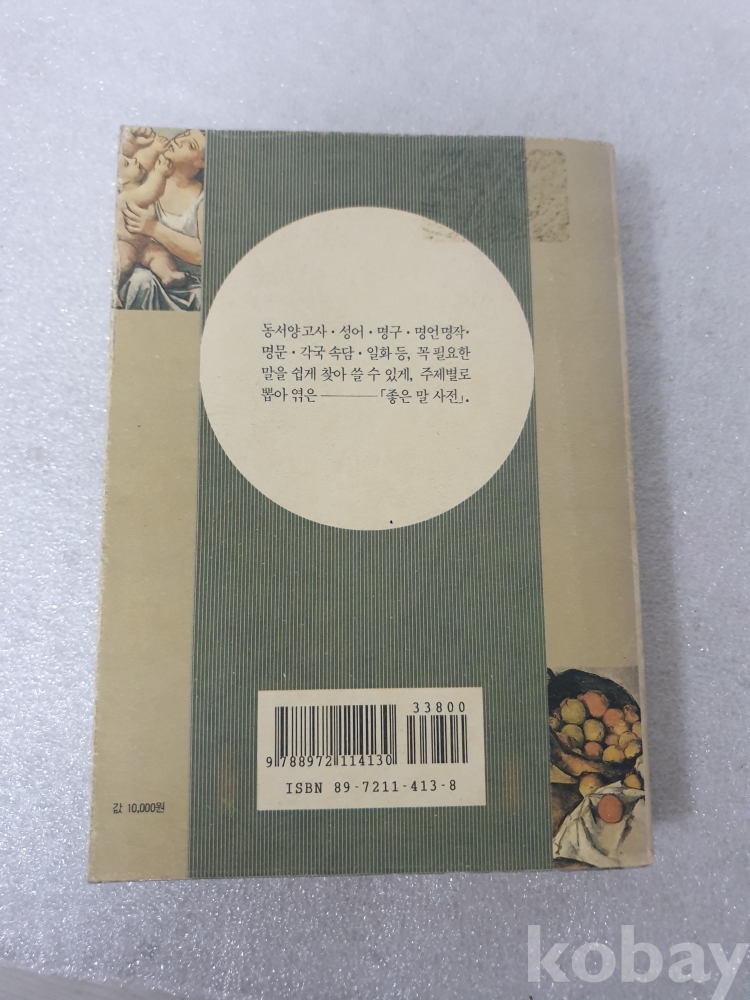 동서양고사·성어·명구·명언명작·
명문·각국 속담·일화 등, 꼭 필요한
말을 쉽게 찾아 쓸 수 있게, 주제별로
뽑아 엮은 ──── 「좋은 말 사전」.
33800
9 788972 114130
ISBN 89-7211-413-8
값 10,000원
kobay